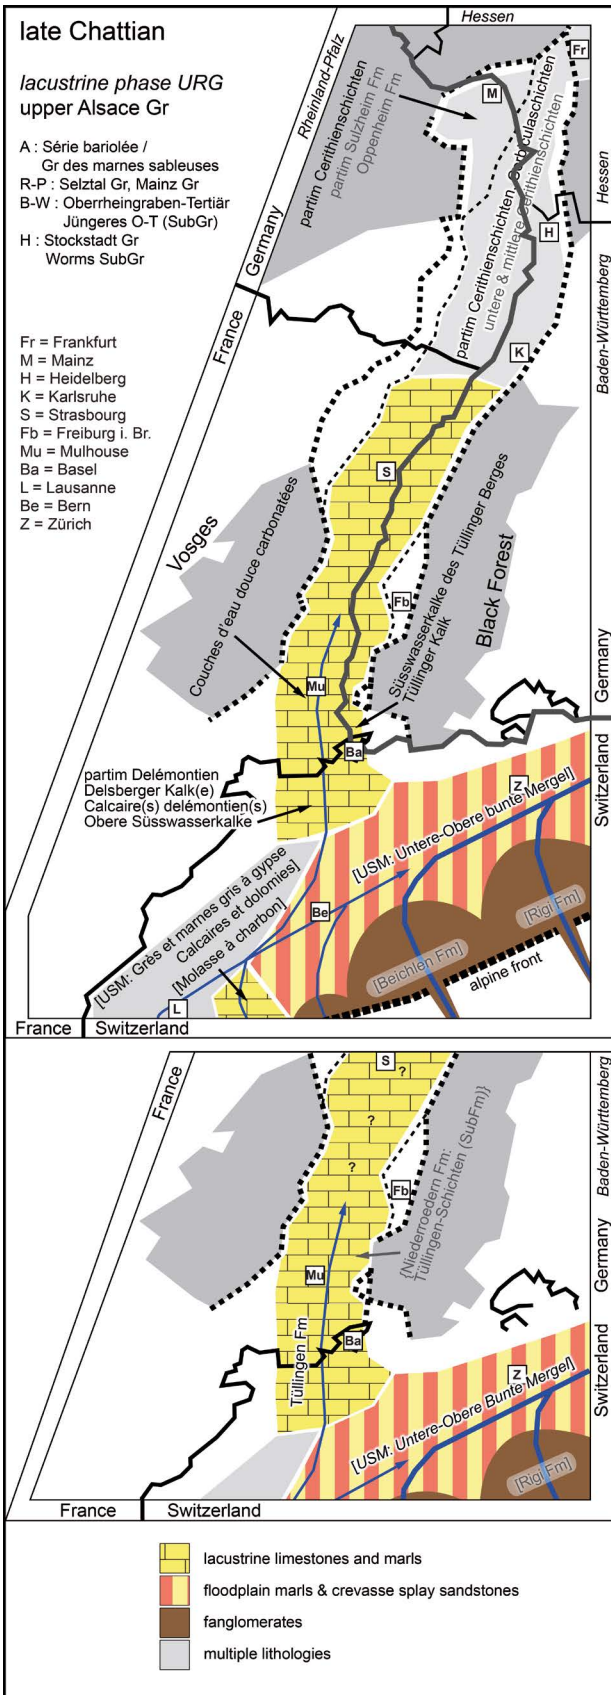 late Chattian
lacustrine phase URG
upper Alsace Gr
A : Série bariolée /
Gr des marnes sableuses
R-P : Selztal Gr, Mainz Gr
B-W : Oberrheingraben-Tertiär
Jüngeres O-T (SubGr)
H : Stockstadt Gr
Worms SubGr
Fr = Frankfurt
M = Mainz
H = Heidelberg
K = Karlsruhe
S = Strasbourg
Fb = Freiburg i. Br.
Mu = Mulhouse
Ba = Basel
L = Lausanne
Be = Bern
Z = Zürich
Hessen
Rheinland-Pfalz
Germany
France
partim Cerithienschichten
partim Sulzheim Fm
Oppenheim Fm
Fr
M
partim Cerithienschichten, Corbiculaschichten
untere & mittlere Cerithienschichten
H
K
Hessen
Baden-Württemberg
S
Vosges
Couches d'eau douce carbonatées
Fb
Süsswasserkalke des Tüllinger Berges
Tüllinger Kalk
Black Forest
Mu
Ba
Germany
Switzerland
partim Delémontien
Delsberger Kalk(e)
Calcaire(s) delémontien(s)
Obere Süsswasserkalke
Z
[USM: Untere-Obere bunte Mergel]
[USM: Grès et marnes gris à gypse
Calcaires et dolomies]
[Molasse à charbon]
Be
[Rigi Fm]
[Beichlen Fm]
alpine front
L
France
Switzerland
France
S
?
?
?
Fb
{Niederroedern Fm:
Tüllingen-Schichten (SubFm)}
Baden-Württemberg
Germany
Switzerland
Mu
Tüllingen Fm
Ba
Z
[USM: Untere-Obere Bunte Mergel]
[Rigi Fm]
France
Switzerland
lacustrine limestones and marls
floodplain marls & crevasse splay sandstones
fanglomerates
multiple lithologies